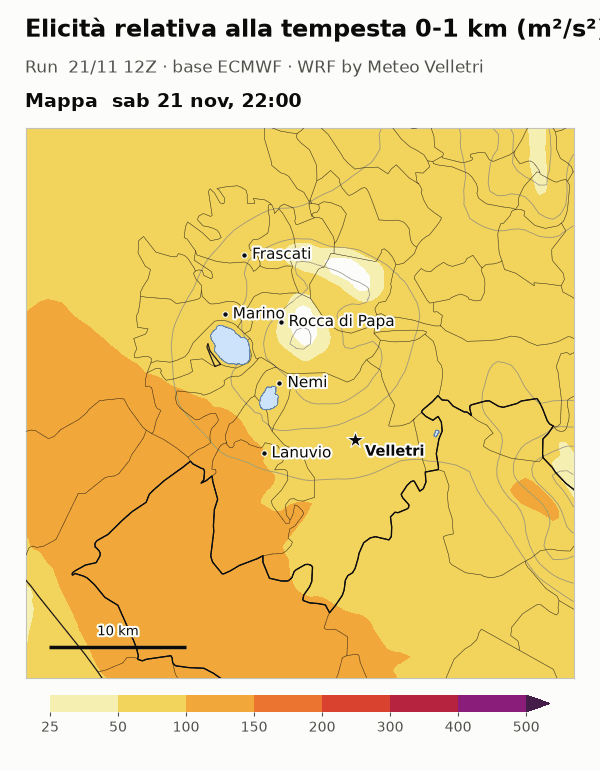 Elicità relativa alla tempesta 0-1 km (m²/s²)
Run  21/11 12Z · base ECMWF · WRF by Meteo Velletri
Mappa  sab 21 nov, 22:00
Frascati
Marino
Rocca di Papa
Nemi
Velletri
Lanuvio
10 km
25 50 100 150 200 300 400 500